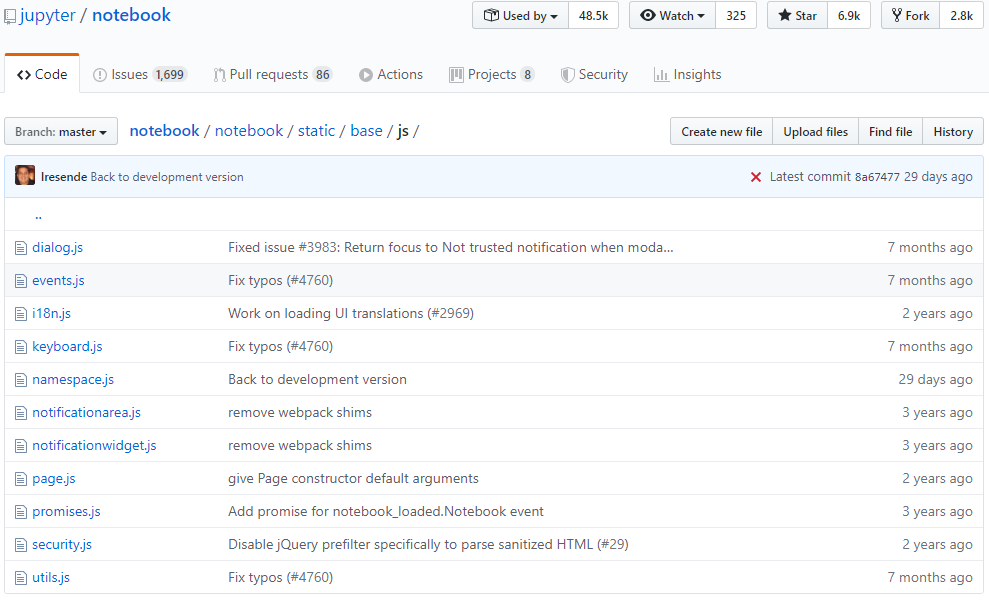 jupyter / notebook Used by 48.5k Watch 325 Star 6.9k Fork 2.8k
Code Issues 1,699 Pull requests 86 Actions Projects 8 Security Insights
Branch: master notebook / notebook / static / base / js / Create new file Upload files Find file History
lresende Back to development version Latest commit 8a67477 29 days ago
..
dialog.js Fixed issue #3983: Return focus to Not trusted notification when moda... 7 months ago
events.js Fix typos (#4760) 7 months ago
i18n.js Work on loading UI translations (#2969) 2 years ago
keyboard.js Fix typos (#4760) 7 months ago
namespace.js Back to development version 29 days ago
notificationarea.js remove webpack shims 3 years ago
notificationwidget.js remove webpack shims 3 years ago
page.js give Page constructor default arguments 2 years ago
promises.js Add promise for notebook_loaded.Notebook event 3 years ago
security.js Disable jQuery prefilter specifically to parse sanitized HTML (#29) 2 years ago
utils.js Fix typos (#4760) 7 months ago